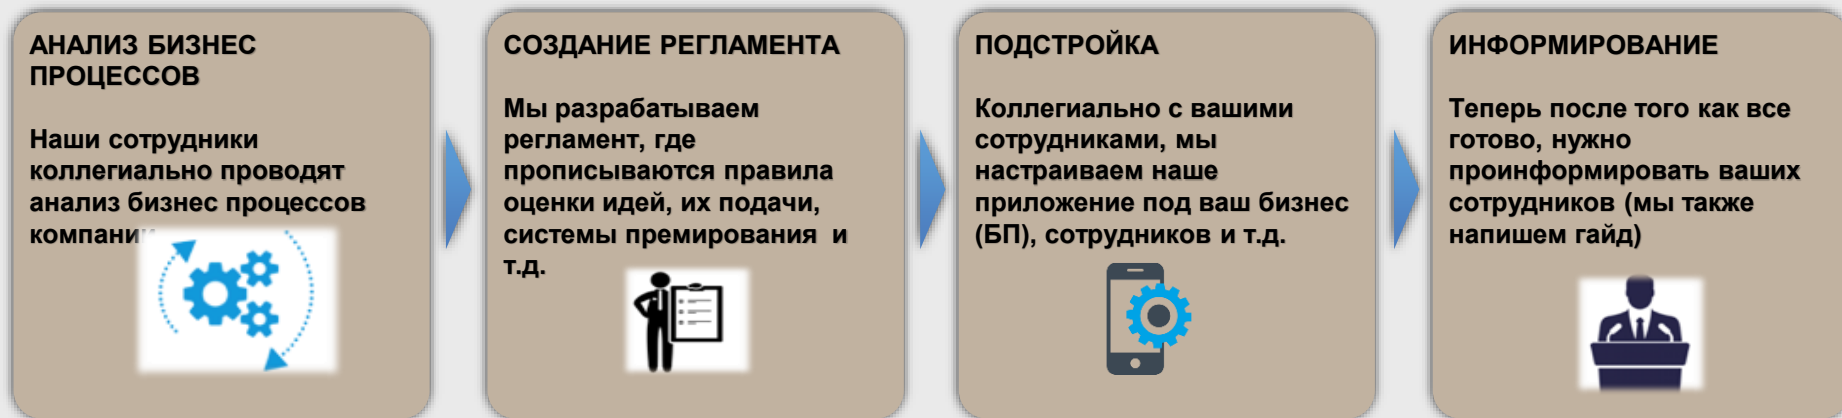 АНАЛИЗ БИЗНЕС
ПРОЦЕССОВ
Наши сотрудники
коллегиально проводят
анализ бизнес процессов
компании
СОЗДАНИЕ РЕГЛАМЕНТА
Мы разрабатываем
регламент, где
прописываются правила
оценки идей, их подачи,
системы премирования и
т.д.
ПОДСТРОЙКА
Коллегиально с вашими
сотрудниками, мы
настраиваем наше
приложение под ваш бизнес
(БП), сотрудников и т.д.
ИНФОРМИРОВАНИЕ
Теперь после того как все
готово, нужно
проинформировать ваших
сотрудников (мы также
напишем гайд)